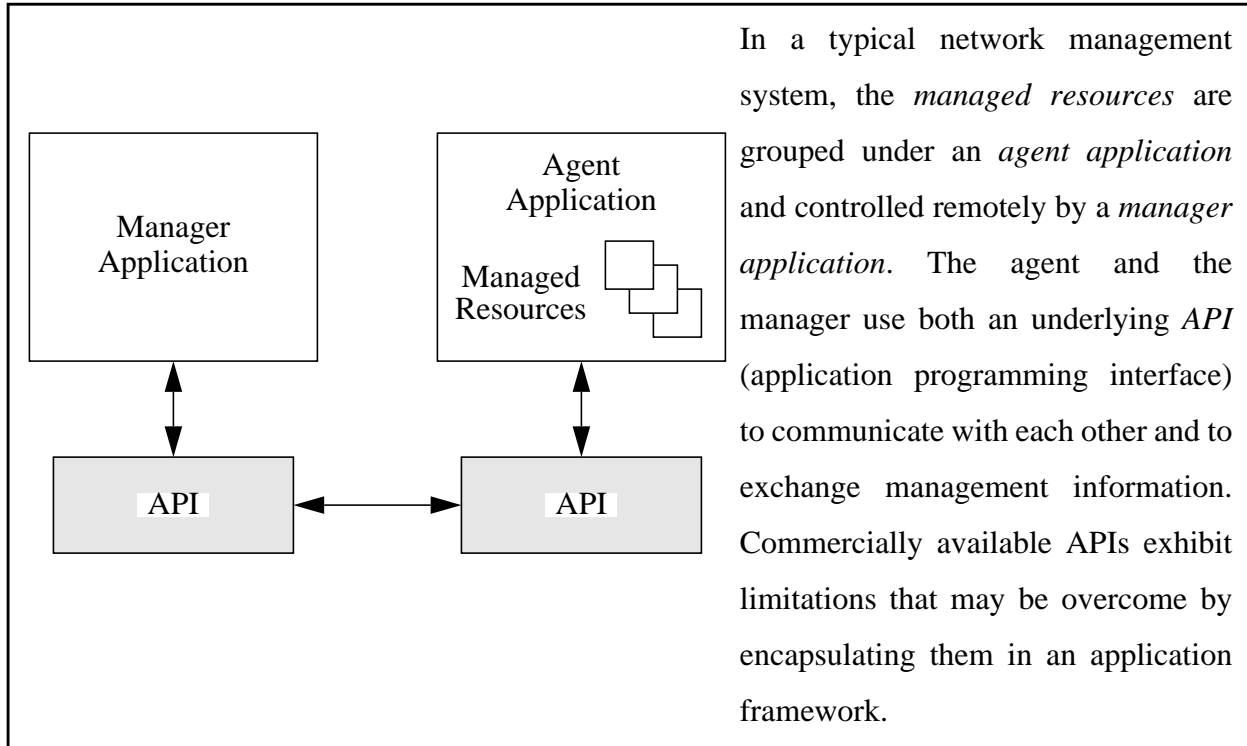 Manager
Application
Agent
Application
Managed
Resources
API
API
In a typical network management
system, the managed resources are
grouped under an agent application
and controlled remotely by a manager
application. The agent and the
manager use both an underlying API
(application programming interface)
to communicate with each other and to
exchange management information.
Commercially available APIs exhibit
limitations that may be overcome by
encapsulating them in an application
framework.